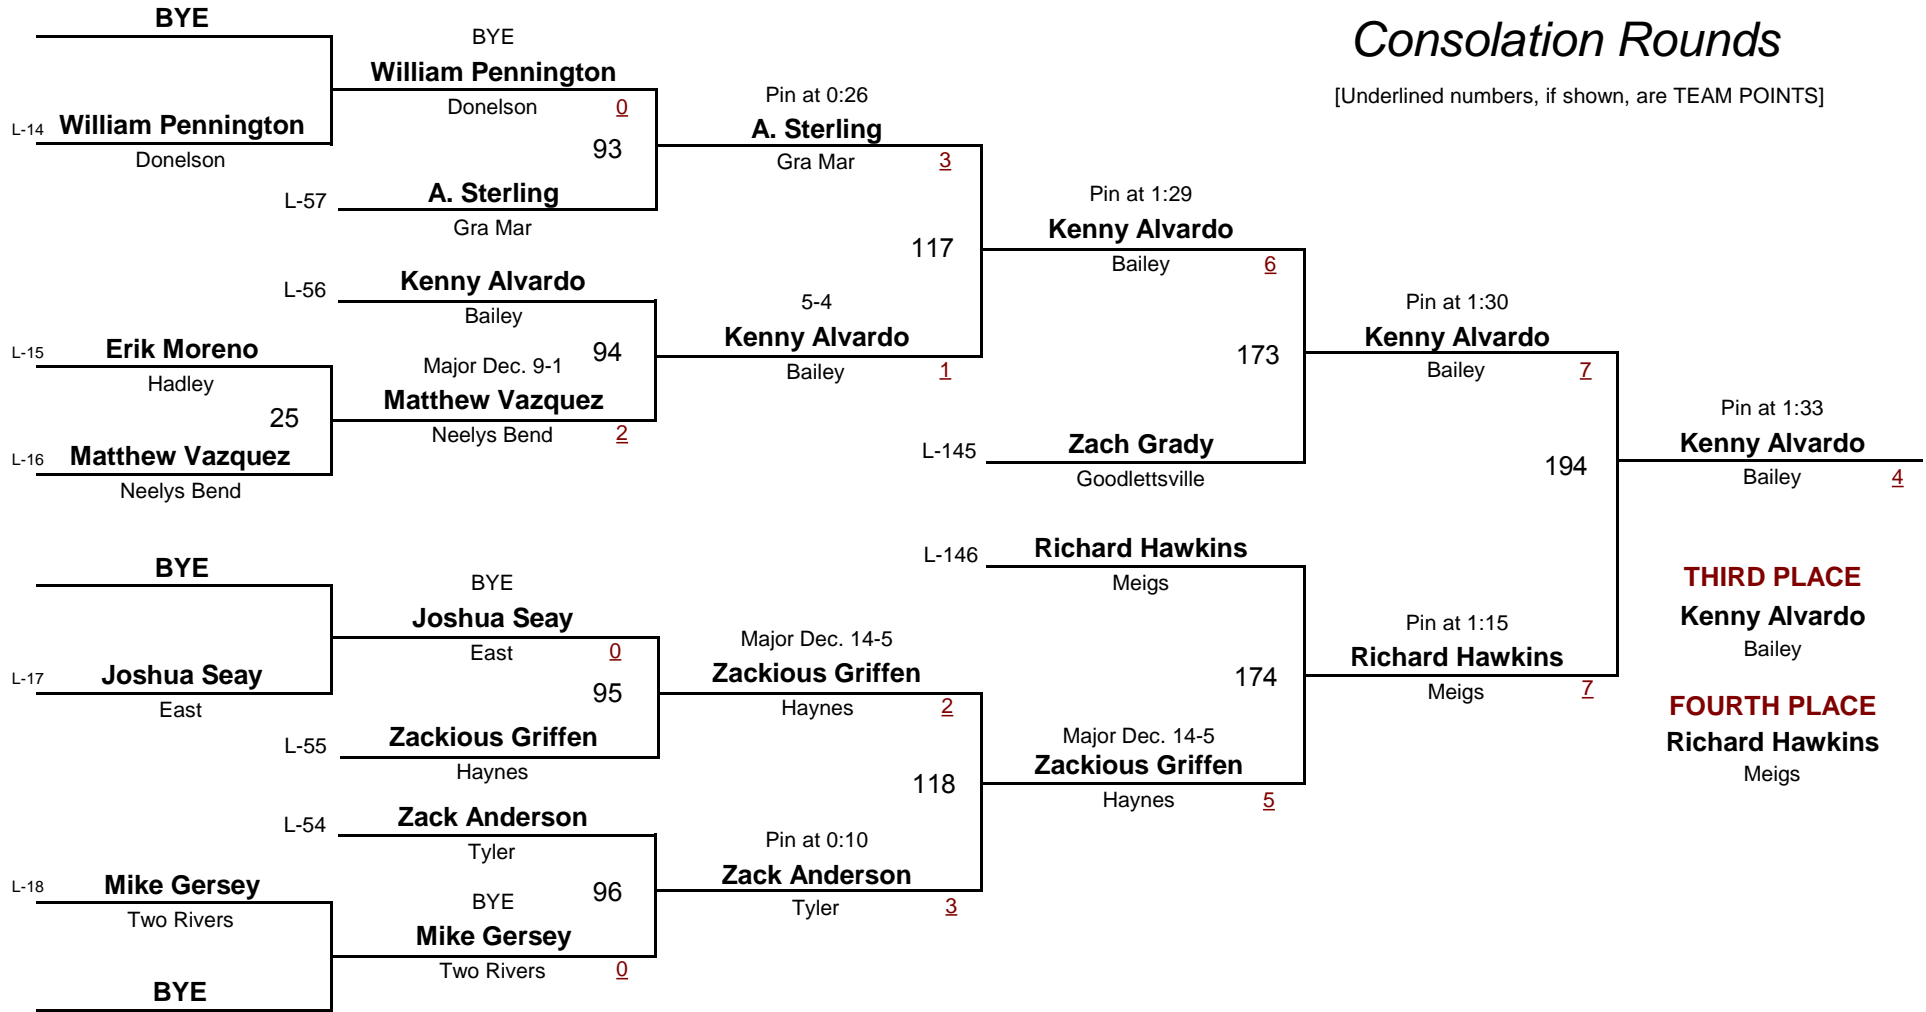 Consolation Rounds
[Underlined numbers, if shown, are TEAM POINTS]
BYE
L-14 William Pennington
Donelson
L-15 Erik Moreno
Hadley
25
L-16 Matthew Vazquez
Neelys Bend
BYE
L-17 Joshua Seay
East
L-18 Mike Gersey
Two Rivers
BYE
BYE
William Pennington
Donelson 0
93
L-57 A. Sterling
Gra Mar
L-56 Kenny Alvardo
Bailey
94
Major Dec. 9-1
Matthew Vazquez
Neelys Bend 2
BYE
Joshua Seay
East 0
95
L-55 Zackious Griffen
Haynes
L-54 Zack Anderson
Tyler
96
BYE
Mike Gersey
Two Rivers 0
Pin at 0:26
A. Sterling
Gra Mar 3
117
5-4
Kenny Alvardo
Bailey 1
Major Dec. 14-5
Zackious Griffen
Haynes 2
118
Pin at 0:10
Zack Anderson
Tyler 3
Pin at 1:29
Kenny Alvardo
Bailey 6
173
L-145 Zach Grady
Goodlettsville
L-146 Richard Hawkins
Meigs
174
Major Dec. 14-5
Zackious Griffen
Haynes 5
Pin at 1:30
Kenny Alvardo
Bailey 7
194
Pin at 1:15
Richard Hawkins
Meigs 7
Pin at 1:33
Kenny Alvardo
Bailey 4
THIRD PLACE
Kenny Alvardo
Bailey
FOURTH PLACE
Richard Hawkins
Meigs